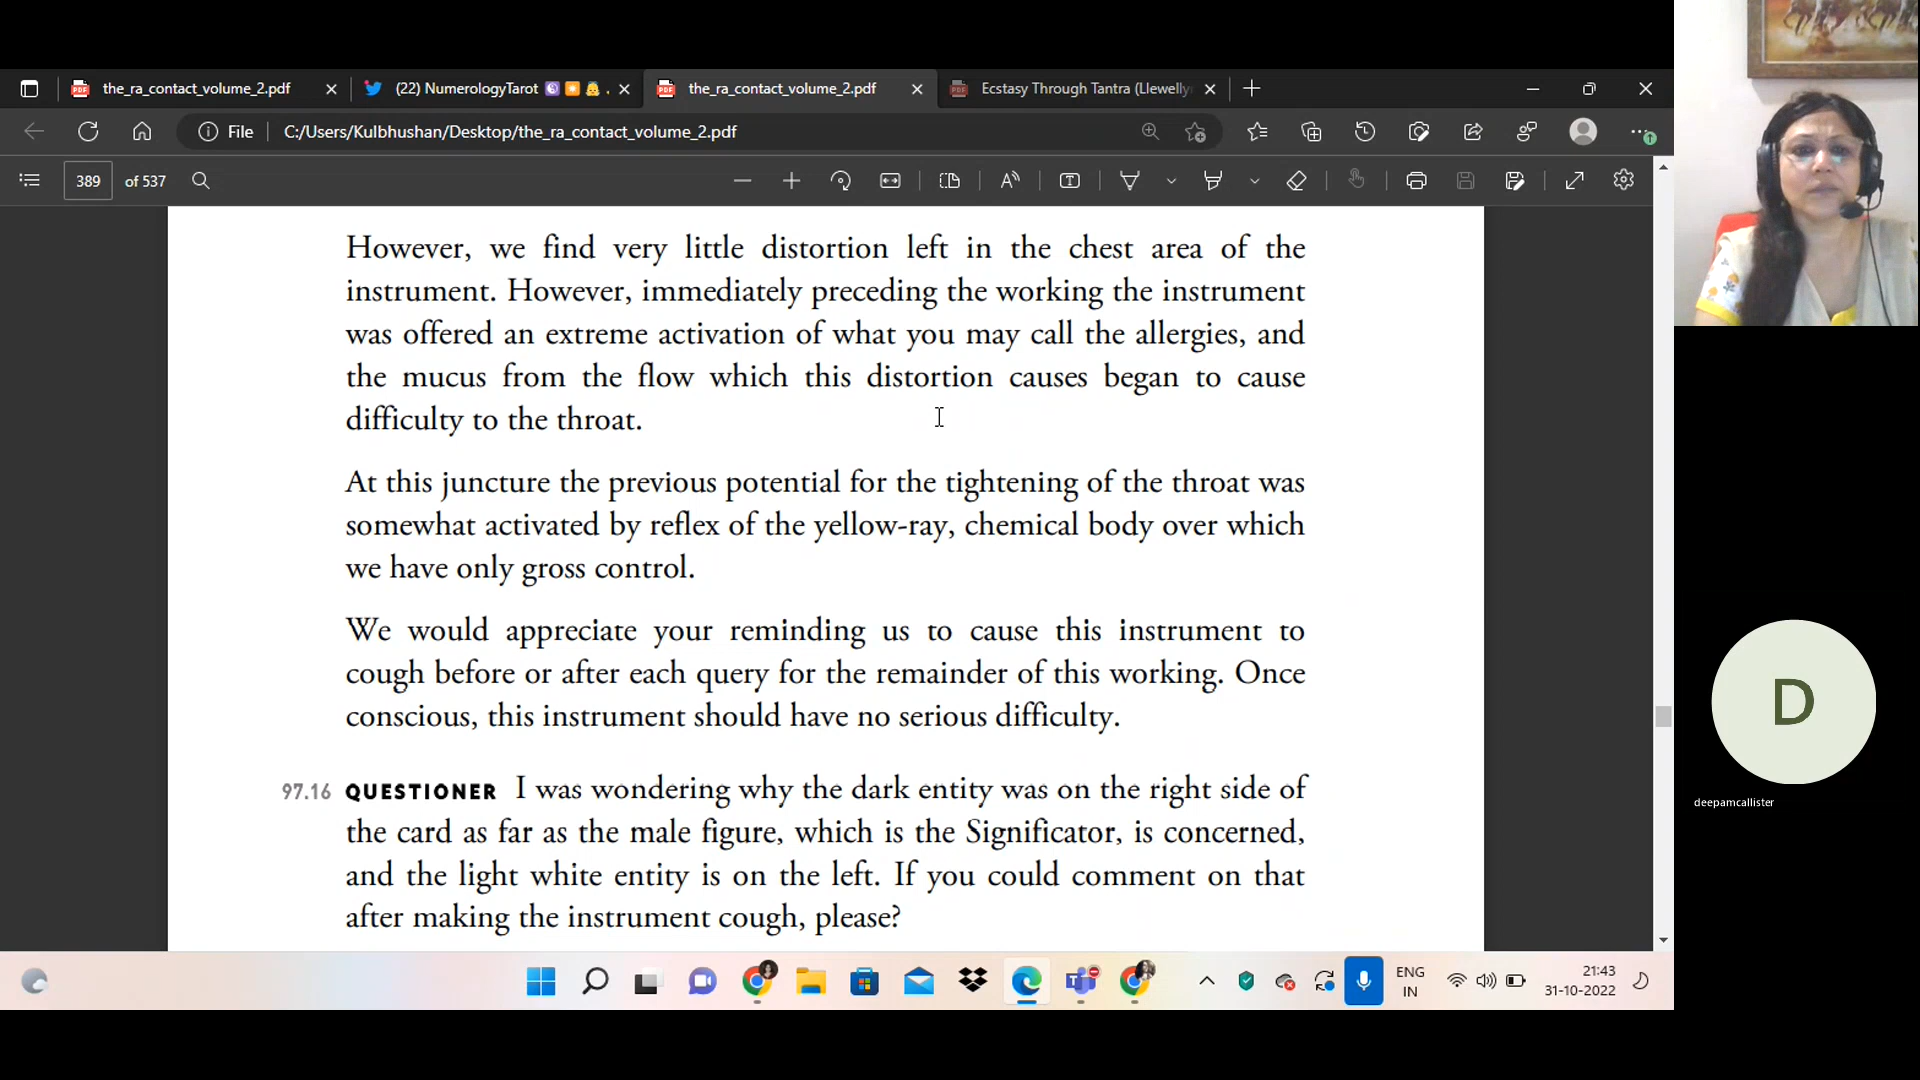 the_ra_contact_volume_2.pdf
(22) NumerologyTarot
the_ra_contact_volume_2.pdf
Ecstasy Through Tantra (Llewelly
File
C:/Users/Kulbhushan/Desktop/the_ra_contact_volume_2.pdf
389 of 537
However, we find very little distortion left in the chest area of the
instrument. However, immediately preceding the working the instrument
was offered an extreme activation of what you may call the allergies, and
the mucus from the flow which this distortion causes began to cause
difficulty to the throat.
At this juncture the previous potential for the tightening of the throat was
somewhat activated by reflex of the yellow-ray, chemical body over which
we have only gross control.
We would appreciate your reminding us to cause this instrument to
cough before or after each query for the remainder of this working. Once
conscious, this instrument should have no serious difficulty.
97.16 QUESTIONER I was wondering why the dark entity was on the right side of
the card as far as the male figure, which is the Significator, is concerned,
and the light white entity is on the left. If you could comment on that
after making the instrument cough, please?
D
deepamcallister
ENG
IN
21:43
31-10-2022